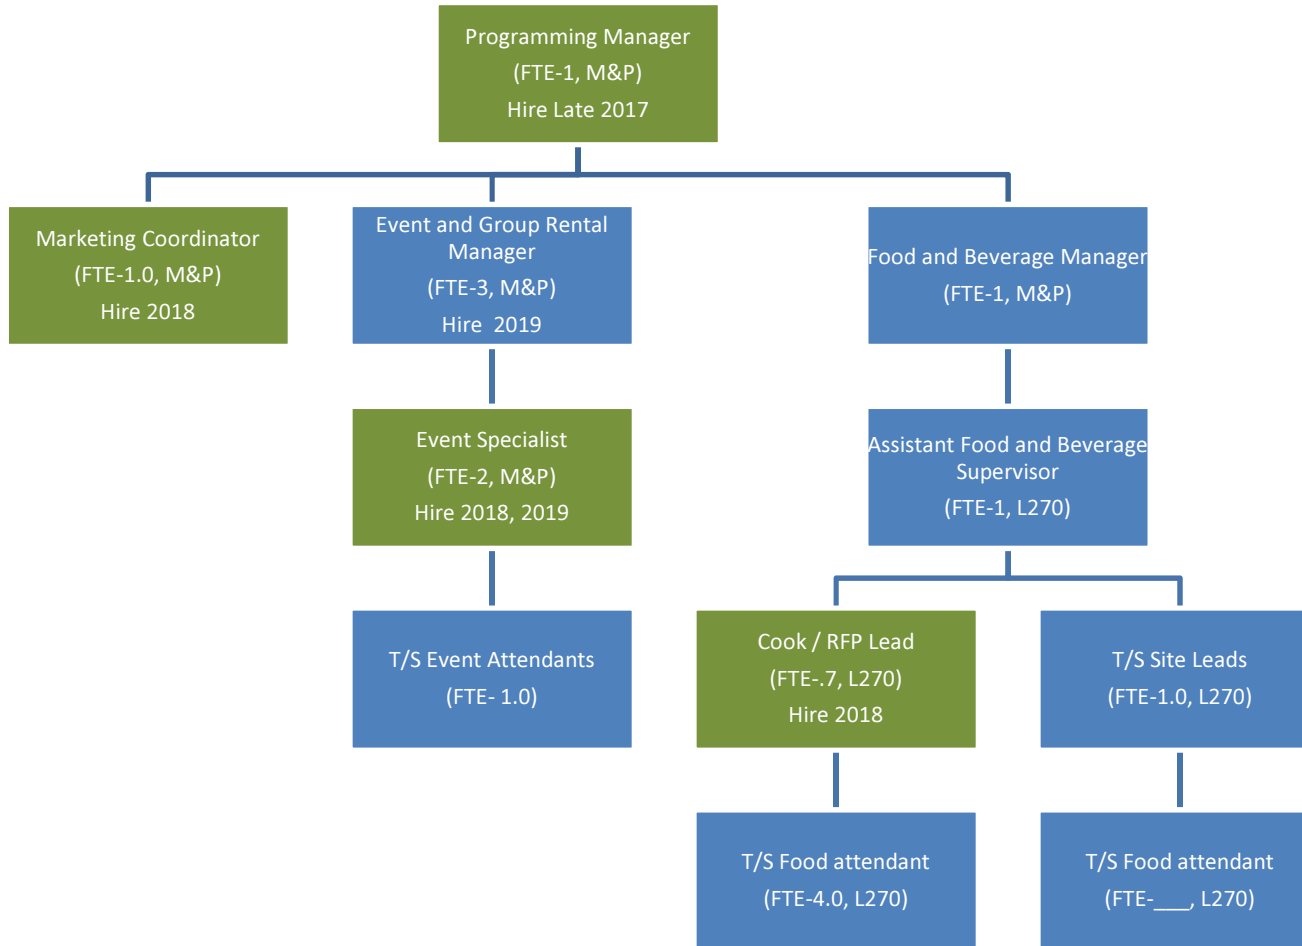 Programming Manager
(FTE-1, M&P)
Hire Late 2017
Marketing Coordinator
(FTE-1.0, M&P)
Hire 2018
Event and Group Rental
Manager
(FTE-3, M&P)
Hire  2019
Food and Beverage Manager
(FTE-1, M&P)
Event Specialist
(FTE-2, M&P)
Hire 2018, 2019
Assistant Food and Beverage
Supervisor
(FTE-1, L270)
T/S Event Attendants
(FTE- 1.0)
Cook / RFP Lead
(FTE-.7, L270)
Hire 2018
T/S Site Leads
(FTE-1.0, L270)
T/S Food attendant
(FTE-4.0, L270)
T/S Food attendant
(FTE-___, L270)